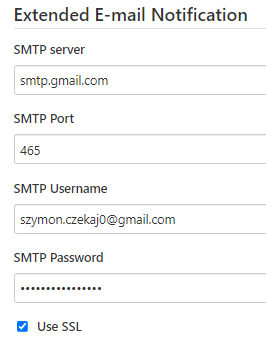 Extended E-mail Notification
SMTP server
smtp.gmail.com
SMTP Port
465
SMTP Username
szymon.czekaj0@gmail.com
SMTP Password
••••••••••••••••
Use SSL